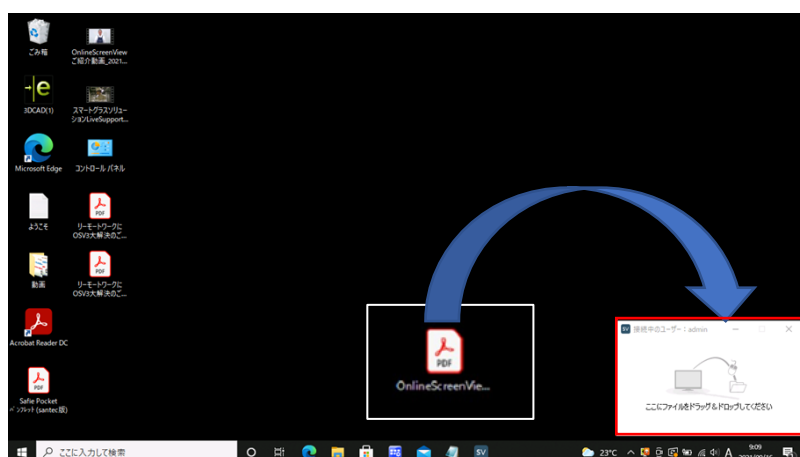 ごみ箱
OnlineScreenView
ご紹介動画_2021...
3DCAD(1)
スマートグラスソリュー
ションLiveSupport...
Microsoft Edge
コントロール パネル
ようこそ
PDF
リーモートワークに
OSV3大解決のご...
動画
PDF
リーモートワークに
OSV3大解決のご...
Acrobat Reader DC
PDF
Safie Pocket
パンフレット(santec版)
PDF
OnlineScreenVie...
SV 接続中のユーザー : admin
ここにファイルをドラッグ&ドロップしてください
ここに入力して検索
SV
23°C
A
9:09